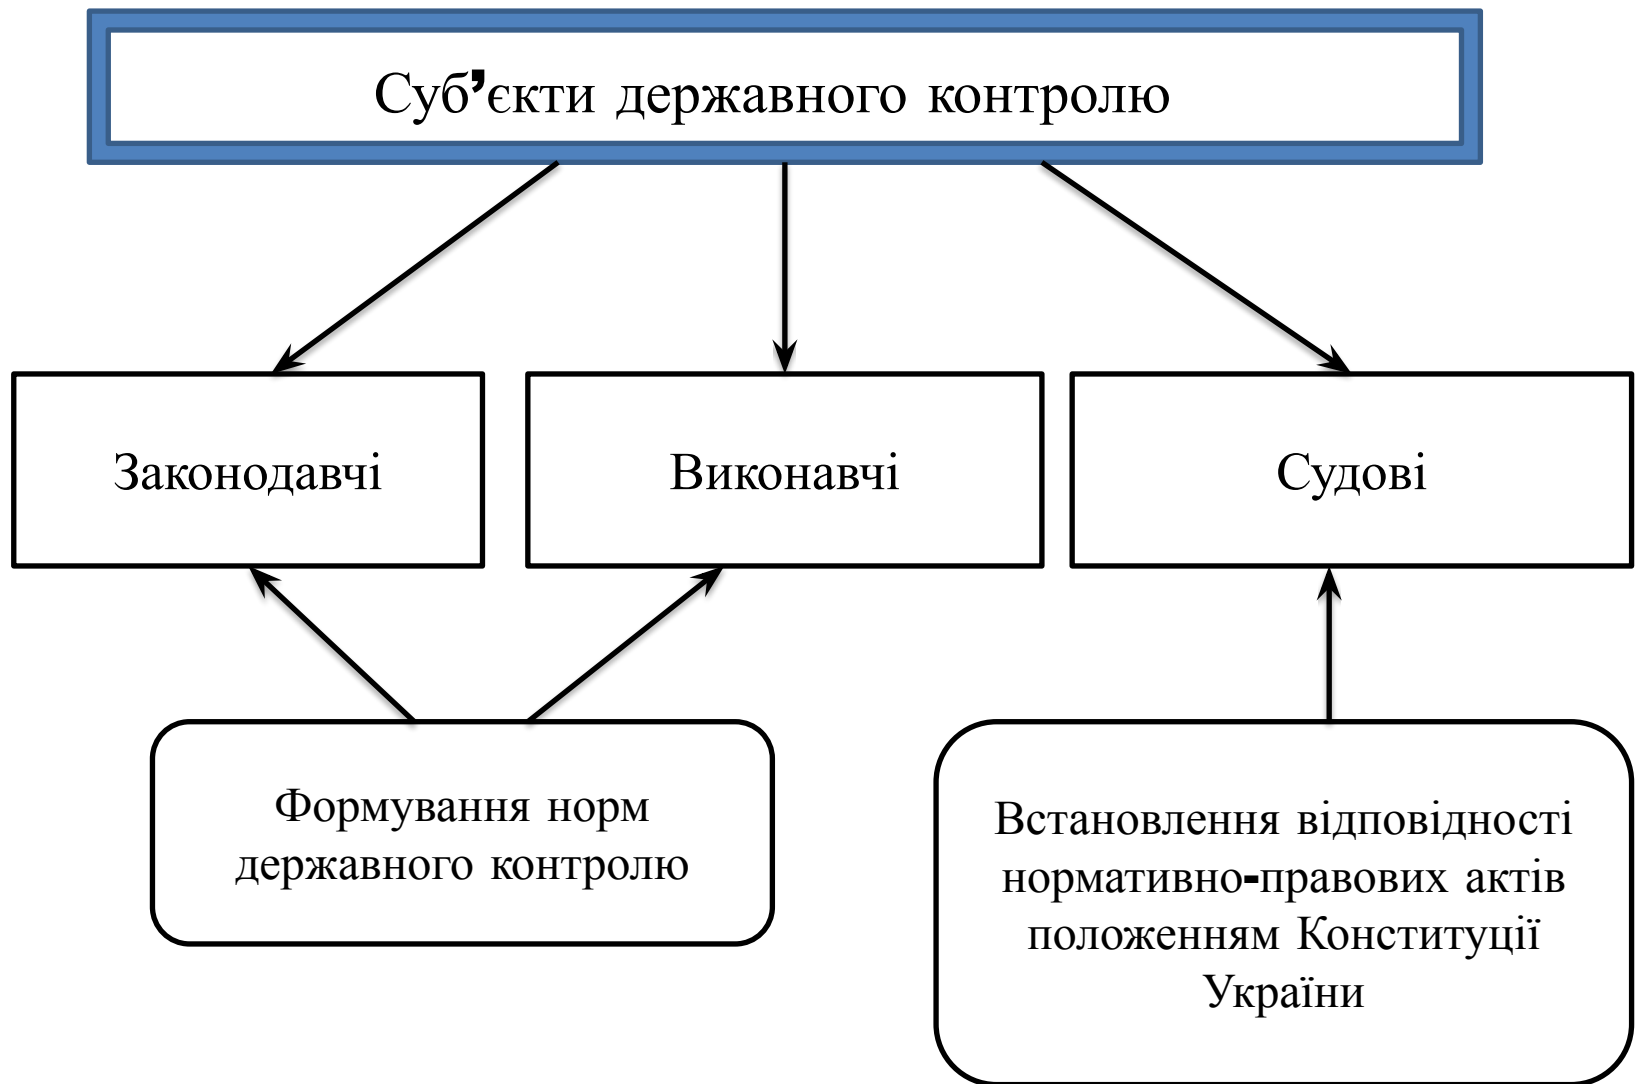 Суб’єкти державного контролю
Законодавчі
Виконавчі
Судові
Формування норм
державного контролю
Встановлення відповідності
нормативно-правових актів
положенням Конституції
України